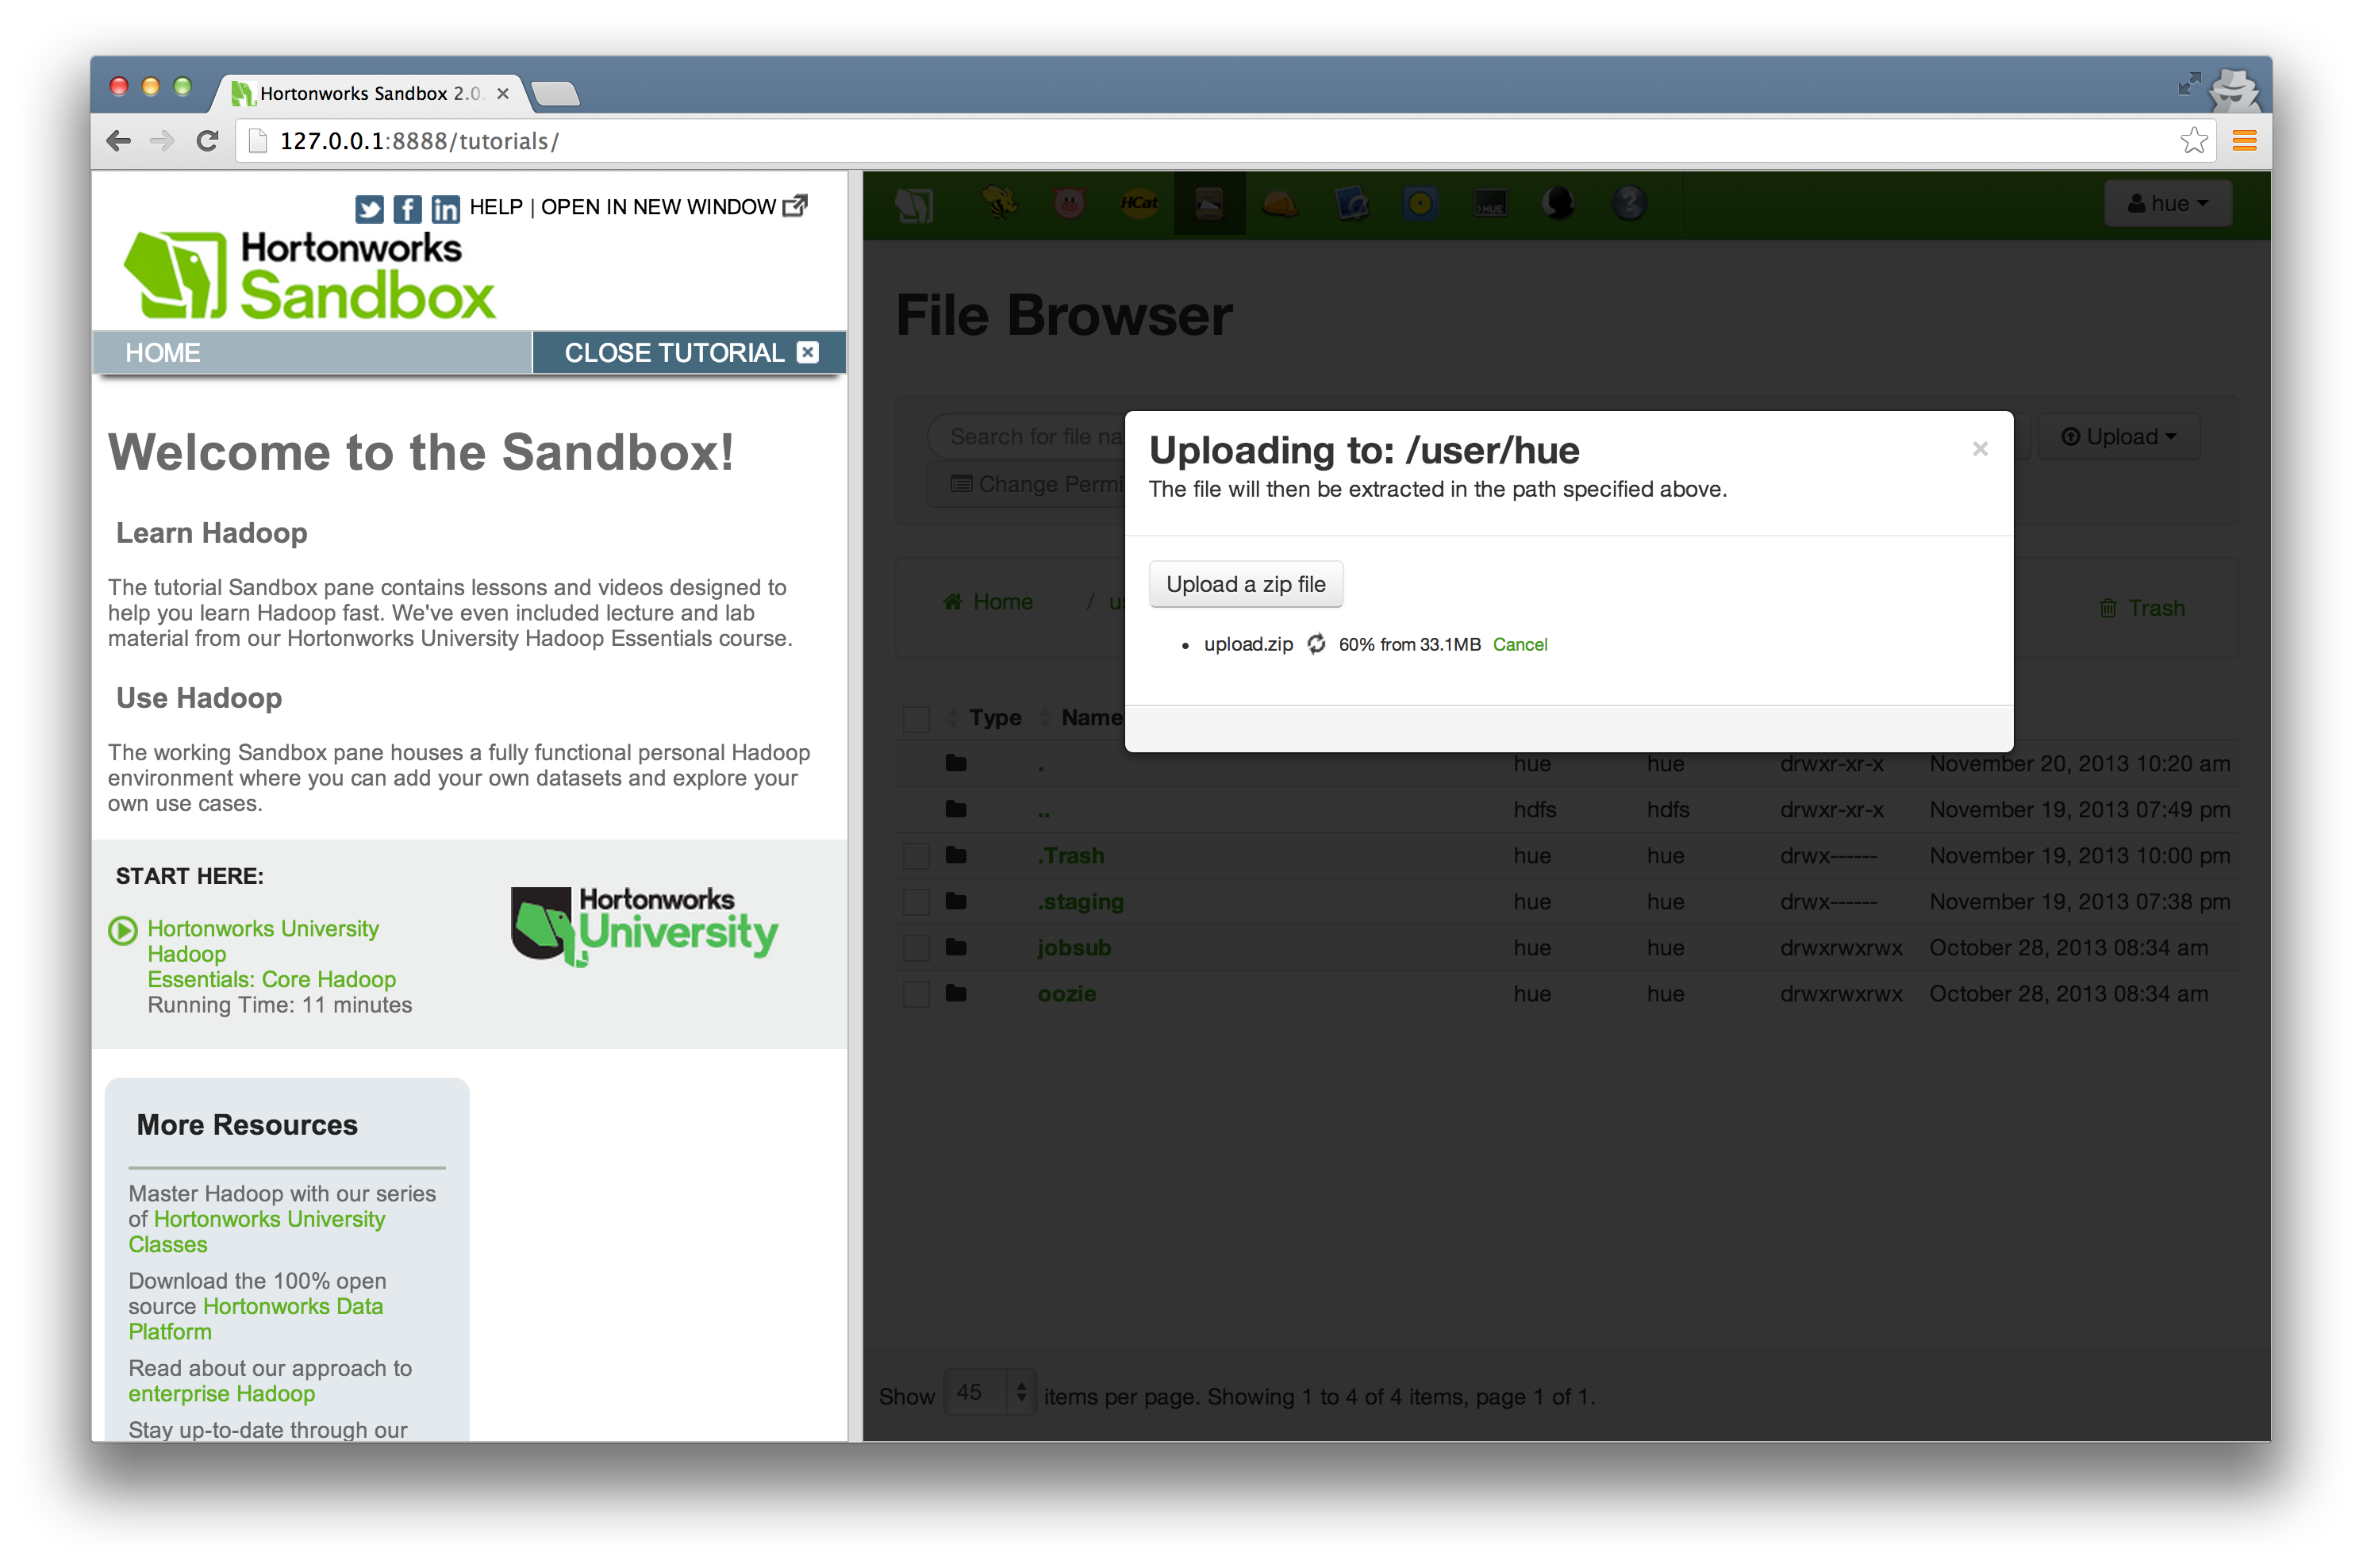 Hortonworks Sandbox 2.0.
127.0.0.1:8888/tutorials/
HELP | OPEN IN NEW WINDOW
Hortonworks
Sandbox
HOME
CLOSE TUTORIAL
Welcome to the Sandbox!
Learn Hadoop
The tutorial Sandbox pane contains lessons and videos designed to
help you learn Hadoop fast. We've even included lecture and lab
material from our Hortonworks University Hadoop Essentials course.
Use Hadoop
The working Sandbox pane houses a fully functional personal Hadoop
environment where you can add your own datasets and explore your
own use cases.
START HERE:
Hortonworks University
Hadoop
Essentials: Core Hadoop
Running Time: 11 minutes
Hortonworks
University
More Resources
Master Hadoop with our series
of Hortonworks University
Classes
Download the 100% open
source Hortonworks Data
Platform
Read about our approach to
enterprise Hadoop
Stay up-to-date through our
HCat
>HUE
?
hue
File Browser
Search for file na
Upload
Change Permi
Home / us
Trash
Uploading to: /user/hue
The file will then be extracted in the path specified above.
Upload a zip file
• upload.zip 60% from 33.1MB Cancel
Type Name
. hue hue drwxr-xr-x November 20, 2013 10:20 am
.. hdfs hdfs drwxr-xr-x November 19, 2013 07:49 pm
.Trash hue hue drwx------ November 19, 2013 10:00 pm
.staging hue hue drwx------ November 19, 2013 07:38 pm
jobsub hue hue drwxrwxrwx October 28, 2013 08:34 am
oozie hue hue drwxrwxrwx October 28, 2013 08:34 am
Show 45 items per page. Showing 1 to 4 of 4 items, page 1 of 1.